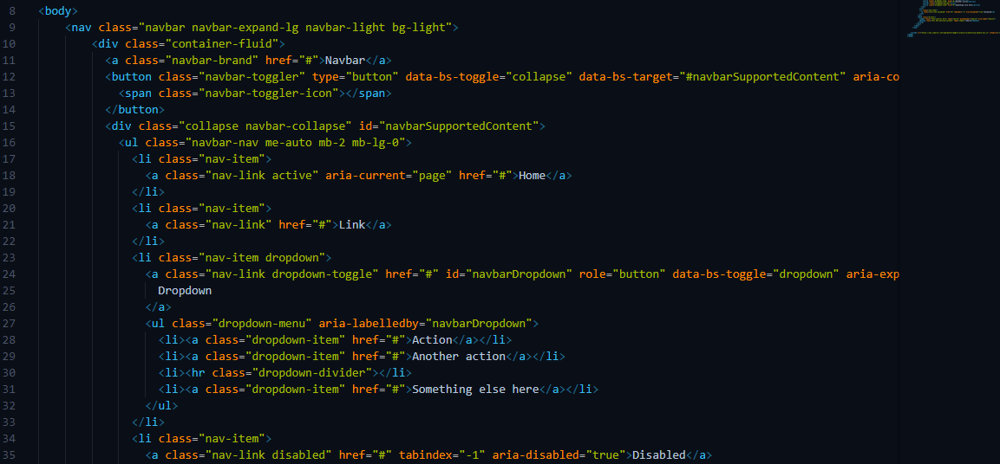 8 <body>
9 <nav class="navbar navbar-expand-lg navbar-light bg-light">
10 <div class="container-fluid">
11 <a class="navbar-brand" href="#">Navbar</a>
12 <button class="navbar-toggler" type="button" data-bs-toggle="collapse" data-bs-target="#navbarSupportedContent" aria-co
13 <span class="navbar-toggler-icon"></span>
14 </button>
15 <div class="collapse navbar-collapse" id="navbarSupportedContent">
16 <ul class="navbar-nav me-auto mb-2 mb-lg-0">
17 <li class="nav-item">
18 <a class="nav-link active" aria-current="page" href="#">Home</a>
19 </li>
20 <li class="nav-item">
21 <a class="nav-link" href="#">Link</a>
22 </li>
23 <li class="nav-item dropdown">
24 <a class="nav-link dropdown-toggle" href="#" id="navbarDropdown" role="button" data-bs-toggle="dropdown" aria-exp
25 Dropdown
26 </a>
27 <ul class="dropdown-menu" aria-labelledby="navbarDropdown">
28 <li><a class="dropdown-item" href="#">Action</a></li>
29 <li><a class="dropdown-item" href="#">Another action</a></li>
30 <li><hr class="dropdown-divider"></li>
31 <li><a class="dropdown-item" href="#">Something else here</a></li>
32 </ul>
33 </li>
34 <li class="nav-item">
35 <a class="nav-link disabled" href="#" tabindex="-1" aria-disabled="true">Disabled</a>